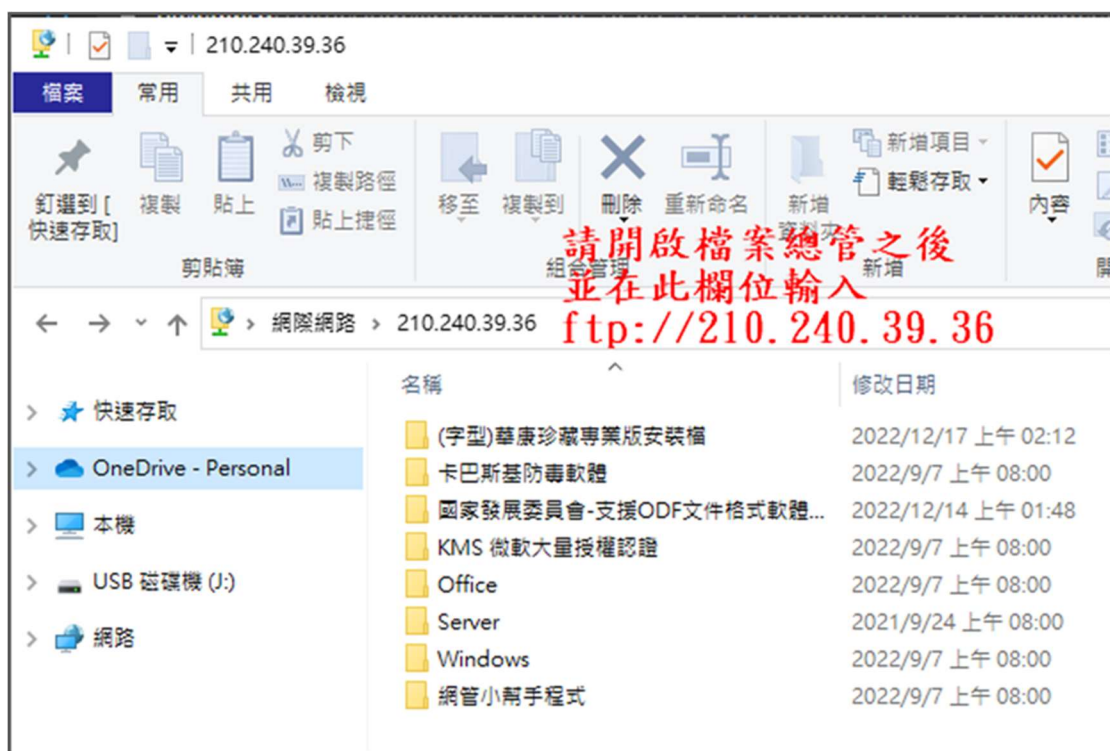 210.240.39.36
檔案 常用 共用 檢視
釘選到 [快速存取]
複製
貼上
剪下
複製路徑
貼上捷徑
移至
複製到
刪除
重新命名
新增資料夾
新增項目
輕鬆存取
內容
剪貼簿
組合管理
新增
開
請開啟檔案總管之後
並在此欄位輸入
ftp://210.240.39.36
網際網路 > 210.240.39.36
名稱 修改日期
快速存取
OneDrive - Personal
本機
USB 磁碟機 (J:)
網路
(字型)華康珍藏專業版安裝檔 2022/12/17 上午 02:12
卡巴斯基防毒軟體 2022/9/7 上午 08:00
國家發展委員會-支援ODF文件格式軟體... 2022/12/14 上午 01:48
KMS 微軟大量授權認證 2022/9/7 上午 08:00
Office 2022/9/7 上午 08:00
Server 2021/9/24 上午 08:00
Windows 2022/9/7 上午 08:00
網管小幫手程式 2022/9/7 上午 08:00